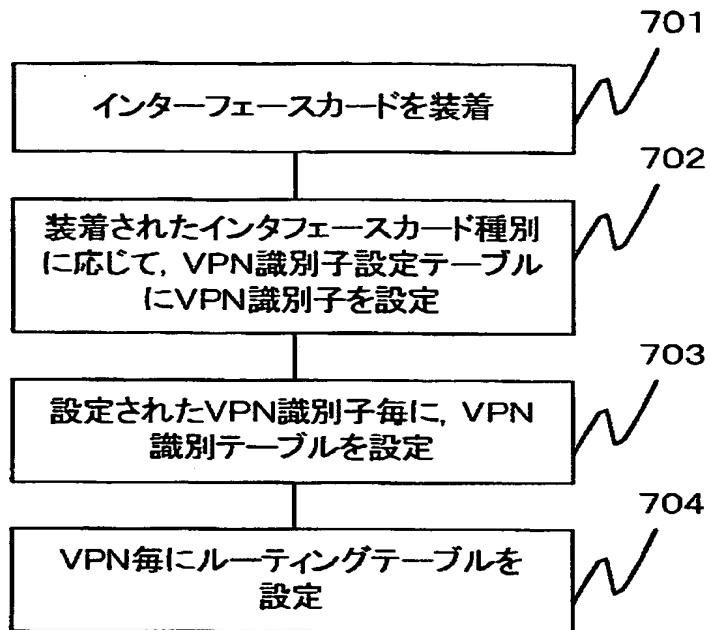 701
インターフェースカードを装着
702
装着されたインタフェースカード種別
に応じて，VPN識別子設定テーブル
にVPN識別子を設定
703
設定されたVPN識別子毎に，VPN
識別テーブルを設定
704
VPN毎にルーティングテーブルを
設定